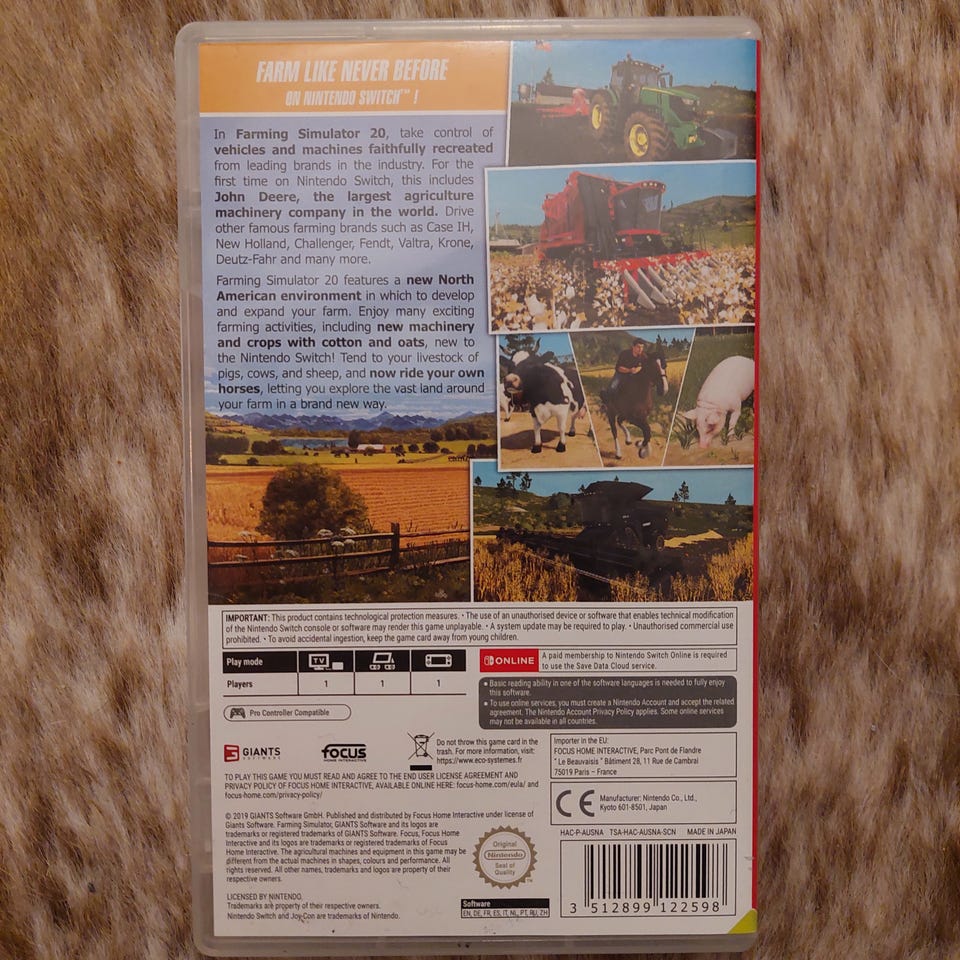 FARM LIKE NEVER BEFORE
ON NINTENDO SWITCH™ !
In Farming Simulator 20, take control of
vehicles and machines faithfully recreated
from leading brands in the industry. For the
first time on Nintendo Switch, this includes
John Deere, the largest agriculture
machinery company in the world. Drive
other famous farming brands such as Case IH,
New Holland, Challenger, Fendt, Valtra, Krone,
Deutz-Fahr and many more.
Farming Simulator 20 features a new North
American environment in which to develop
and expand your farm. Enjoy many exciting
farming activities, including new machinery
and crops with cotton and oats, new to
the Nintendo Switch! Tend to your livestock of
pigs, cows, and sheep, and now ride your own
horses, letting you explore the vast land around
your farm in a brand new way.
IMPORTANT: This product contains technological protection measures. • The use of an unauthorised device or software that enables technical modification
of the Nintendo Switch console or software may render this game unplayable. • A system update may be required to play. • Unauthorised commercial use
prohibited. • To avoid accidental ingestion, keep the game card away from young children.
Play mode TV
Players 1 1 1
Pro Controller Compatible
ONLINE
A paid membership to Nintendo Switch Online is required
to use the Save Data Cloud service.
• Basic reading ability in one of the software languages is needed to fully enjoy
this software.
• To use online services, you must create a Nintendo Account and accept the related
agreement. The Nintendo Account Privacy Policy applies. Some online services
may not be available in all countries.
GIANTS
SOFTWARE
FOCUS
HOME INTERACTIVE
Do not throw this game card in the
trash. For more information, visit:
https://www.eco-systemes.fr
Importer in the EU:
FOCUS HOME INTERACTIVE, Parc Pont de Flandre
" Le Beauvaisis " Bâtiment 28, 11 Rue de Cambrai
75019 Paris – France
TO PLAY THIS GAME YOU MUST READ AND AGREE TO THE END USER LICENSE AGREEMENT AND
PRIVACY POLICY OF FOCUS HOME INTERACTIVE, AVAILABLE ONLINE HERE: focus-home.com/eula/ and
focus-home.com/privacy-policy/
CE
Manufacturer: Nintendo Co., Ltd.,
Kyoto 601-8501, Japan
© 2019 GIANTS Software GmbH. Published and distributed by Focus Home Interactive under license of
Giants Software. Farming Simulator, GIANTS Software and its logos are
trademarks or registered trademarks of GIANTS Software. Focus, Focus Home
Interactive and its logos are trademarks or registered trademarks of Focus
Home Interactive. The agricultural machines and equipment in this game may be
different from the actual machines in shapes, colours and performance. All
rights reserved. All other names, trademarks and logos are property of their
respective owners.
HAC-P-AUSNA TSA-HAC-AUSNA-SCN MADE IN JAPAN
Original
Nintendo
Seal of
Quality
TM
LICENSED BY NINTENDO.
Trademarks are property of their respective owners.
Nintendo Switch and Joy-Con are trademarks of Nintendo.
Software
EN, DE, FR, ES, IT, NL, PT, RU, ZH
3 512899 122598